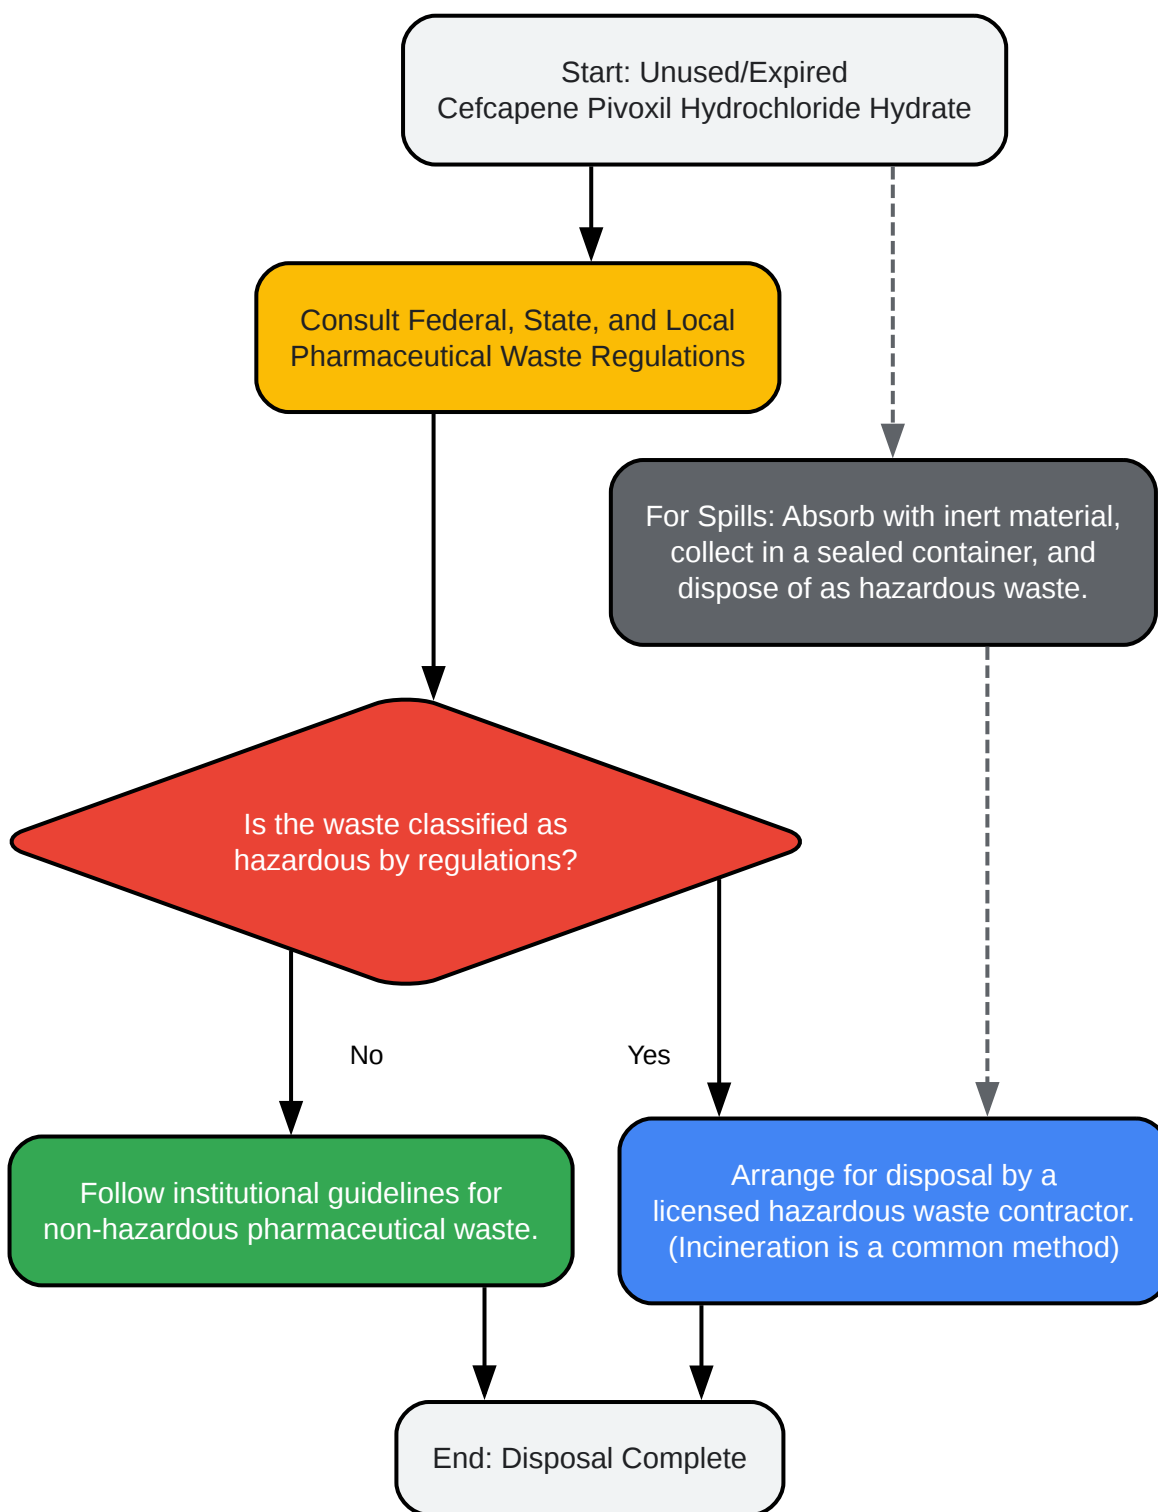 Start: Unused/Expired
Cefcapene Pivoxil Hydrochloride Hydrate
Consult Federal, State, and Local
Pharmaceutical Waste Regulations
For Spills: Absorb with inert material,
collect in a sealed container, and
dispose of as hazardous waste.
Is the waste classified as
hazardous by regulations?
No
Yes
Follow institutional guidelines for
non-hazardous pharmaceutical waste.
Arrange for disposal by a
licensed hazardous waste contractor.
(Incineration is a common method)
End: Disposal Complete